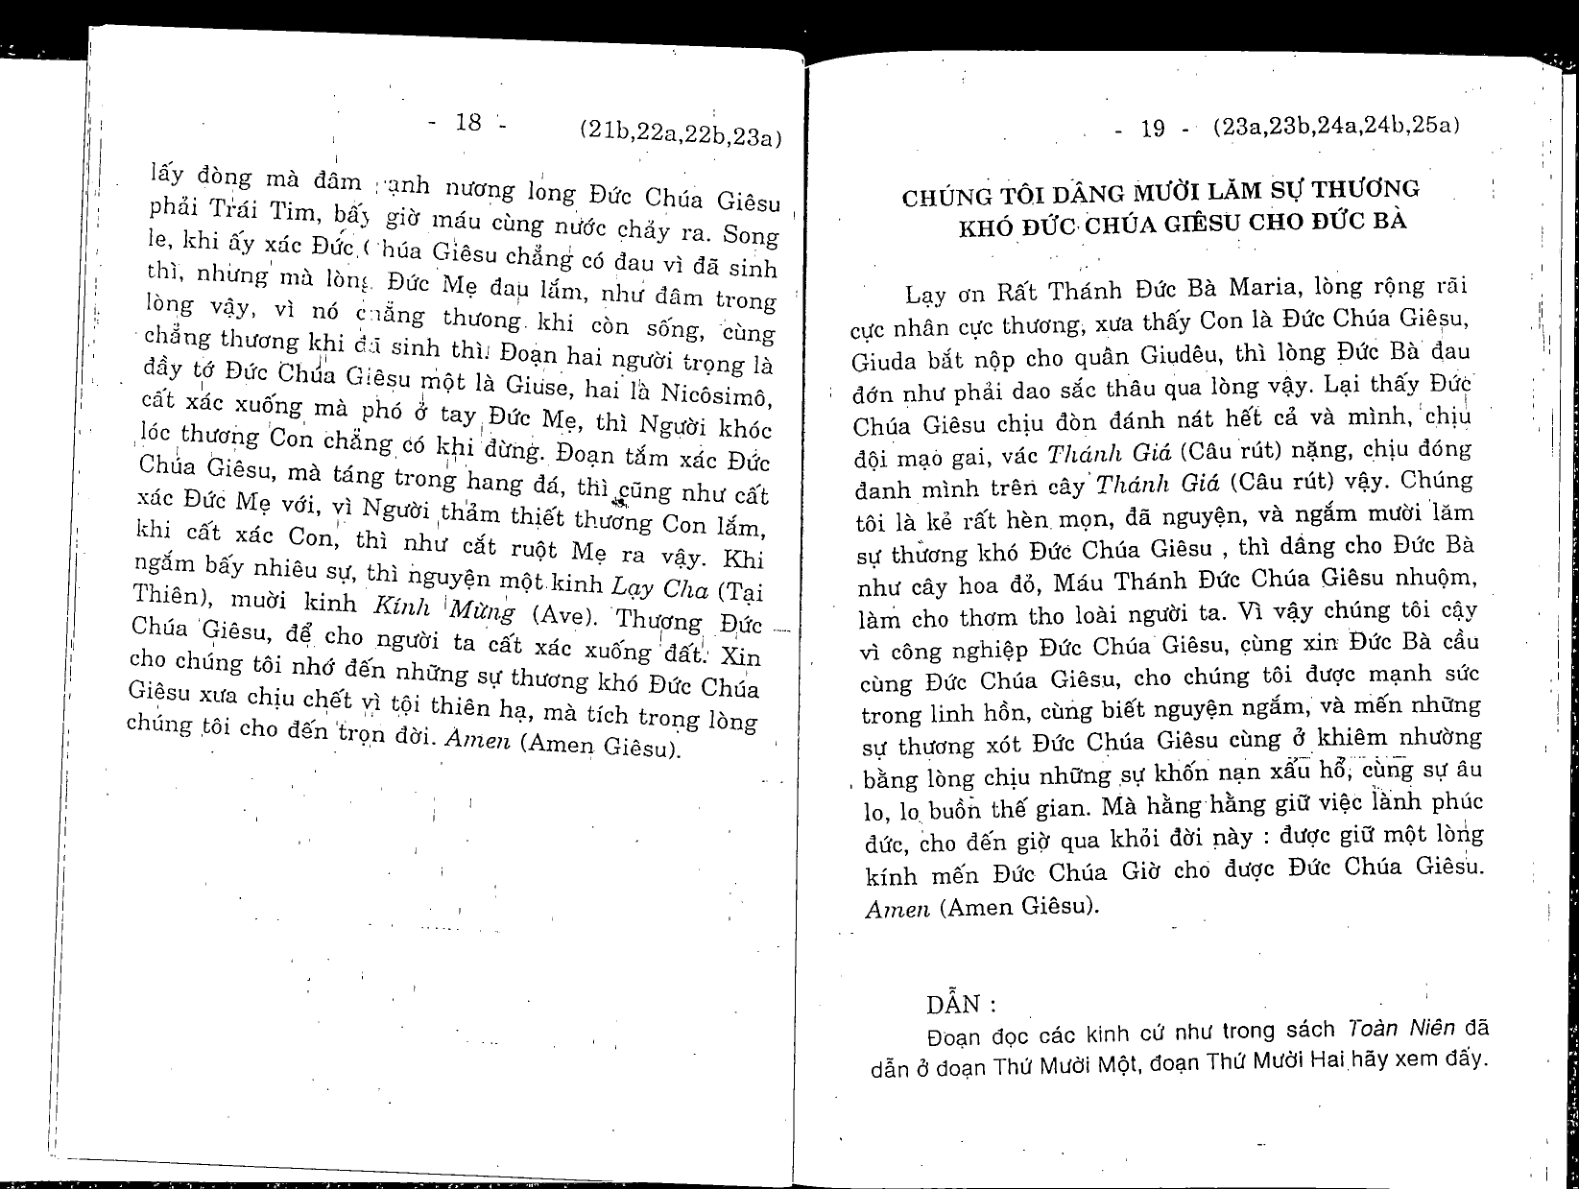 - 18 - (21b,22a,22b,23a)
lấy đòng mà đâm cạnh nương long Đức Chúa Giêsu
phải Trái Tim, bấy giờ máu cùng nước chảy ra. Song
le, khi ấy xác Đức Chúa Giêsu chẳng có đau vì đã sinh
thì, nhưng mà lòng Đức Mẹ đau lắm, như đâm trong
lòng vậy, vì nó chẳng thương khi còn sống, cùng
chẳng thương khi đã sinh thì. Đoạn hai người trọng là
đầy tớ Đức Chúa Giêsu một là Giuse, hai là Nicôsimô,
cất xác xuống mà phó ở tay Đức Mẹ, thì Người khóc
lóc thương Con chẳng có khi đừng. Đoạn tắm xác Đức
Chúa Giêsu, mà táng trong hang đá, thì cũng như cất
xác Đức Mẹ với, vì Người thảm thiết thương Con lắm,
khi cất xác Con, thì như cắt ruột Mẹ ra vậy. Khi
ngắm bấy nhiêu sự, thì nguyện một kinh Lạy Cha (Tại
Thiên), mười kinh Kính Mừng (Ave). Thương Đức
Chúa Giêsu, để cho người ta cất xác xuống đất. Xin
cho chúng tôi nhớ đến những sự thương khó Đức Chúa
Giêsu xưa chịu chết vì tội thiên hạ, mà tích trong lòng
chúng tôi cho đến trọn đời. Amen (Amen Giêsu).
- 19 - (23a,23b,24a,24b,25a)
CHÚNG TÔI DÂNG MƯỜI LĂM SỰ THƯƠNG
KHÓ ĐỨC CHÚA GIÊSU CHO ĐỨC BÀ
Lạy ơn Rất Thánh Đức Bà Maria, lòng rộng rãi
cực nhân cực thương, xưa thấy Con là Đức Chúa Giêsu,
Giuda bắt nộp cho quân Giudêu, thì lòng Đức Bà đau
đớn như phải dao sắc thâu qua lòng vậy. Lại thấy Đức
Chúa Giêsu chịu đòn đánh nát hết cả và mình, chịu
đội mạo gai, vác Thánh Giá (Câu rút) nặng, chịu đóng
đanh mình trên cây Thánh Giá (Câu rút) vậy. Chúng
tôi là kẻ rất hèn mọn, đã nguyện, và ngắm mười lăm
sự thương khó Đức Chúa Giêsu , thì dâng cho Đức Bà
như cây hoa đỏ, Máu Thánh Đức Chúa Giêsu nhuộm,
làm cho thơm tho loài người ta. Vì vậy chúng tôi cậy
vì công nghiệp Đức Chúa Giêsu, cùng xin Đức Bà cầu
cùng Đức Chúa Giêsu, cho chúng tôi được mạnh sức
trong linh hồn, cùng biết nguyện ngắm, và mến những
sự thương xót Đức Chúa Giêsu cùng ở khiêm nhường
bằng lòng chịu những sự khốn nạn xấu hổ, cùng sự âu
lo, lo buồn thế gian. Mà hằng hằng giữ việc lành phúc
đức, cho đến giờ qua khỏi đời này : được giữ một lòng
kính mến Đức Chúa Giờ cho được Đức Chúa Giêsu.
Amen (Amen Giêsu).
DẪN :
Đoạn đọc các kinh cứ như trong sách Toàn Niên đã
dẫn ở đoạn Thứ Mười Một, đoạn Thứ Mười Hai hãy xem đấy.